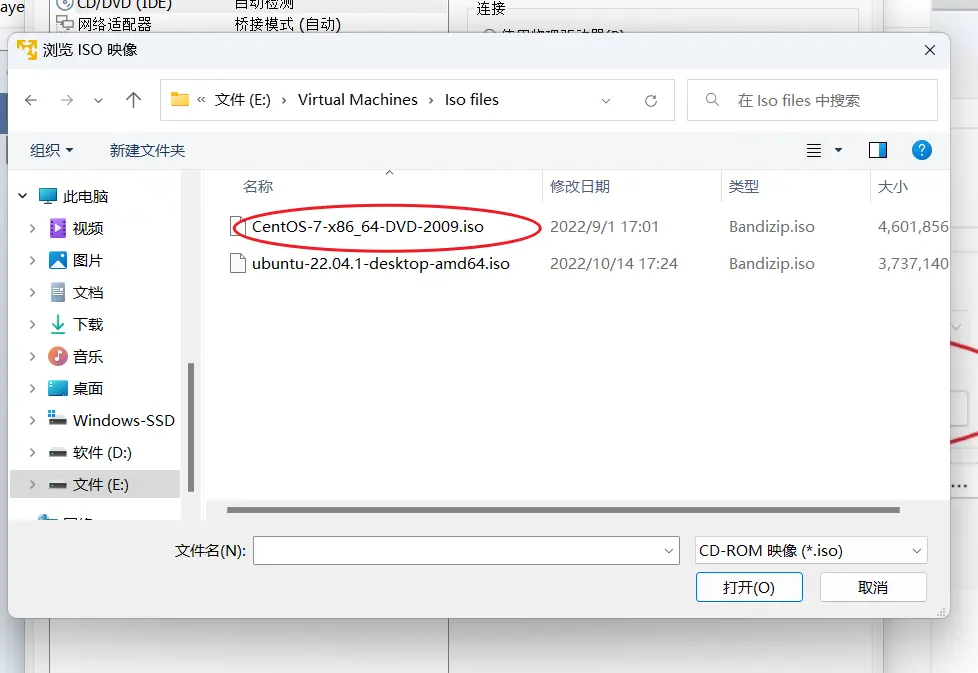 aye
CD/DVD (IDE) 自动检测
连接
网络适配器 桥接模式 (自动)
浏览 ISO 映像
« 文件 (E:) › Virtual Machines › Iso files
在 Iso files 中搜索
组织 新建文件夹
名称 修改日期 类型 大小
此电脑
视频
CentOS-7-x86_64-DVD-2009.iso 2022/9/1 17:01 Bandizip.iso 4,601,856
图片
ubuntu-22.04.1-desktop-amd64.iso 2022/10/14 17:24 Bandizip.iso 3,737,140
文档
下载
音乐
桌面
Windows-SSD
软件 (D:)
文件 (E:)
文件名(N):
CD-ROM 映像 (*.iso)
打开(O) 取消